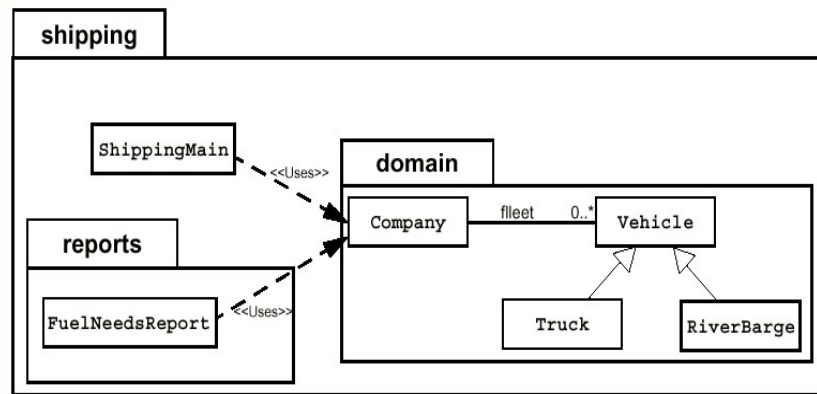 shipping
ShippingMain
<<Uses>>
domain
Company
flleet
0..*
Vehicle
reports
FuelNeedsReport
<<Uses>>
Truck
RiverBarge